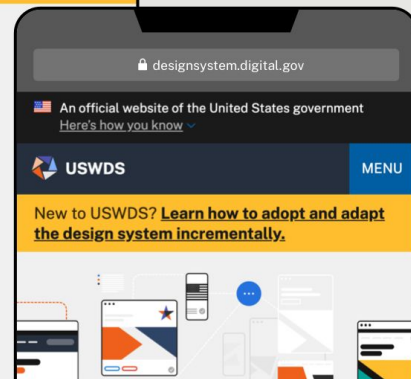 designsystem.digital.gov
An official website of the United States government
Here's how you know
USWDS
MENU
New to USWDS? Learn how to adopt and adapt
the design system incrementally.